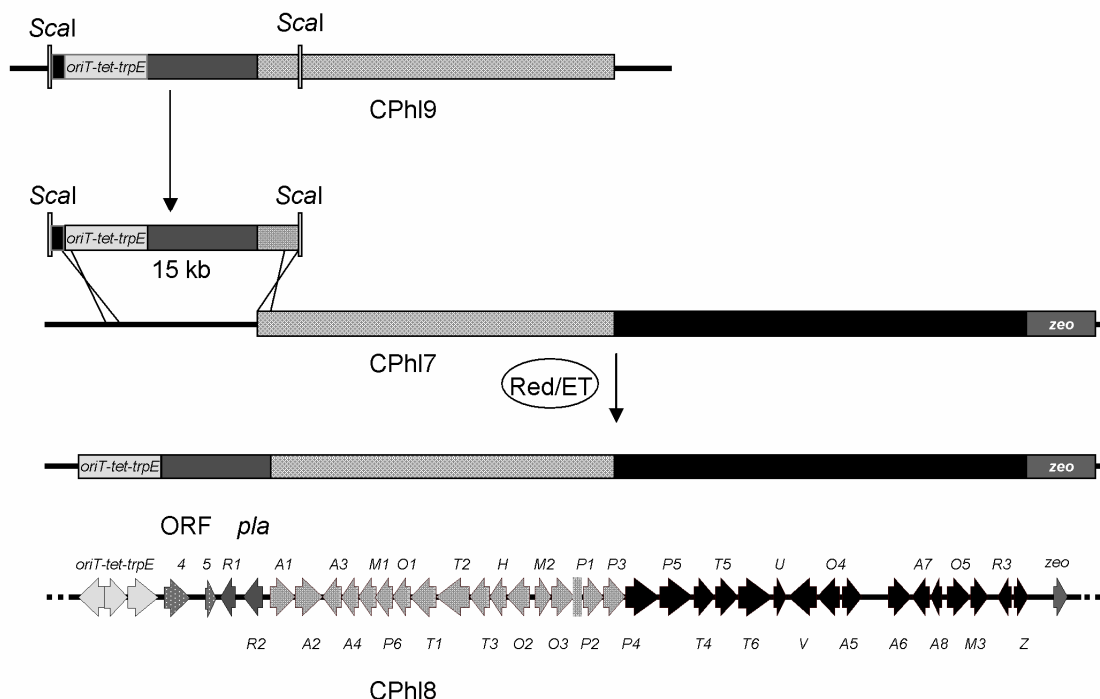 ScaI ScaI
oriT-tet-trpE
CPhl9
ScaI ScaI
oriT-tet-trpE
15 kb
zeo
CPhl7
Red/ET
oriT-tet-trpE zeo
ORF pla
oriT-tet-trpE 4 5 R1 A1 A3 M1 O1 T2 H M2 P1 P3 P5 T5 U O4 A7 O5 R3 zeo
R2 A2 A4 P6 T1 T3 O2 O3 P2 P4 T4 T6 V A5 A6 A8 M3 Z
CPhl8